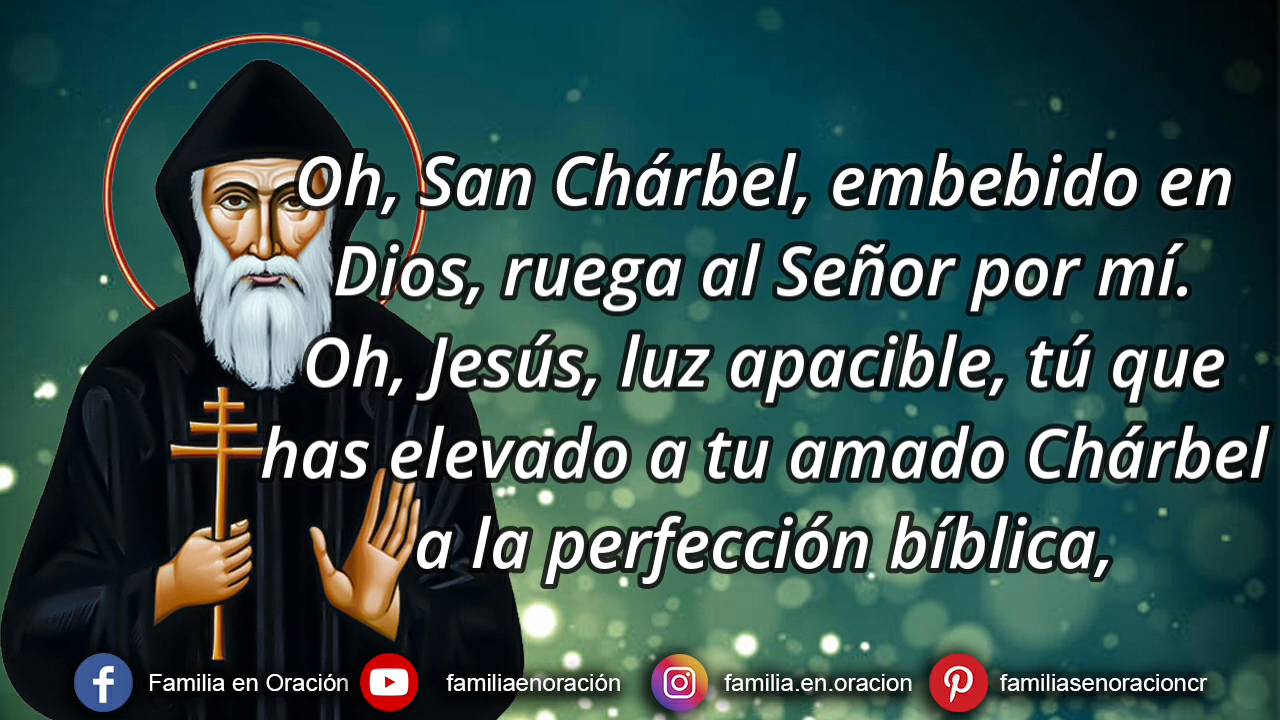 Oh, San Chárbel, embebido en
Dios, ruega al Señor por mí.
Oh, Jesús, luz apacible, tú que
has elevado a tu amado Chárbel
a la perfección bíblica,
Familia en Oración
familiaenoración
familia.en.oracion
familiasenoracioncr